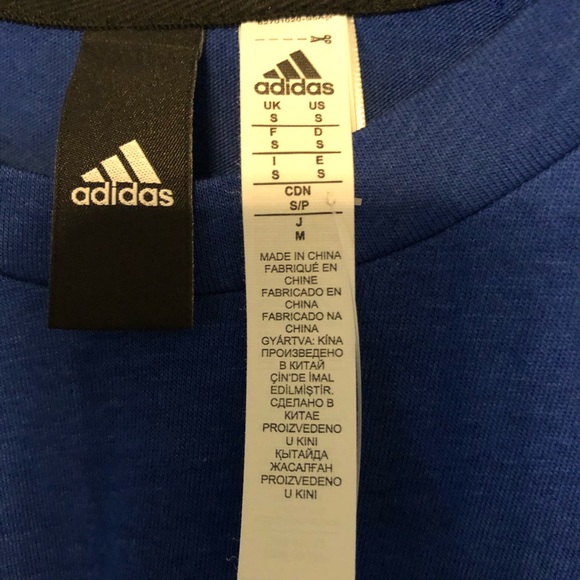 adidas
adidas
UK US
S S
F D
S S
I E
S S
CDN
S/P
J
M
MADE IN CHINA
FABRIQUÉ EN
CHINE
FABRICADO EN
CHINA
FABRICADO NA
CHINA
GYÁRTVA: KÍNA
ПРОИЗВЕДЕНО
В КИТАЙ
ÇİN'DE İMAL
EDİLMİŞTİR.
СДЕЛАНО В
КИТАЕ
PROIZVEDENO
U KINI
ҚЫТАЙДА
ЖАСАЛҒАН
PROIZVEDENO
U KINI